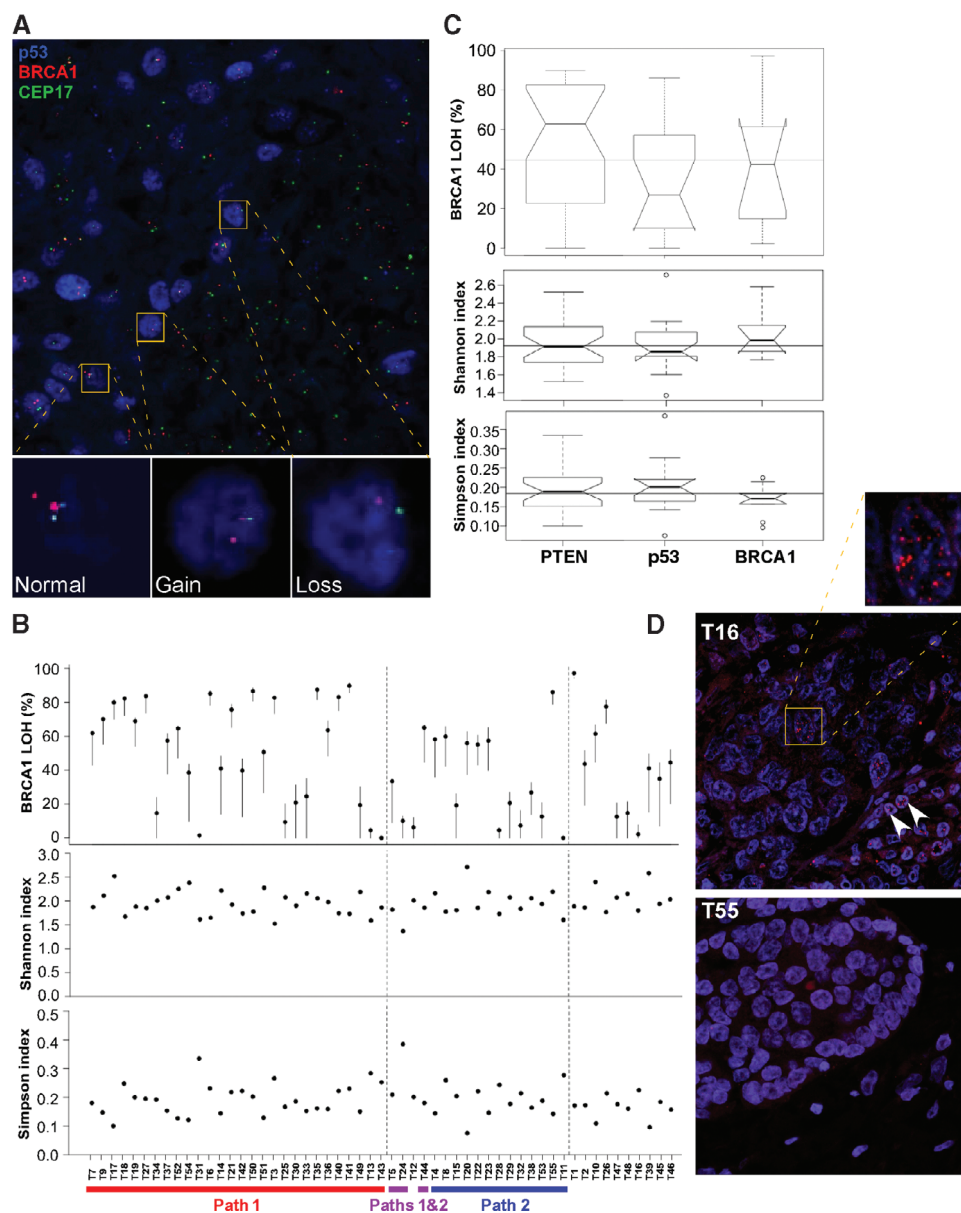 A
p53
BRCA1
CEP17
Normal
Gain
Loss
C
BRCA1 LOH (%)
100
80
60
40
20
0
Shannon index
2.6
2.4
2.2
2.0
1.8
1.6
1.4
Simpson index
0.35
0.30
0.25
0.20
0.15
0.10
PTEN p53 BRCA1
B
BRCA1 LOH (%)
100
80
60
40
20
0
Shannon index
3.0
2.5
2.0
1.5
1.0
0.5
0.0
Simpson index
0.5
0.4
0.3
0.2
0.1
0.0
T7 T9 T17 T18 T19 T27 T34 T37 T52 T54 T31 T6 T14 T21 T42 T50 T51 T3 T25 T30 T33 T35 T36 T40 T41 T49 T13 T43 T5 T24 T12 T44 T4 T8 T15 T20 T22 T23 T28 T29 T32 T38 T53 T55 T11 T1 T2 T10 T26 T47 T48 T16 T39 T45 T46
Path 1 Paths 1&2 Path 2
D
T16
T55